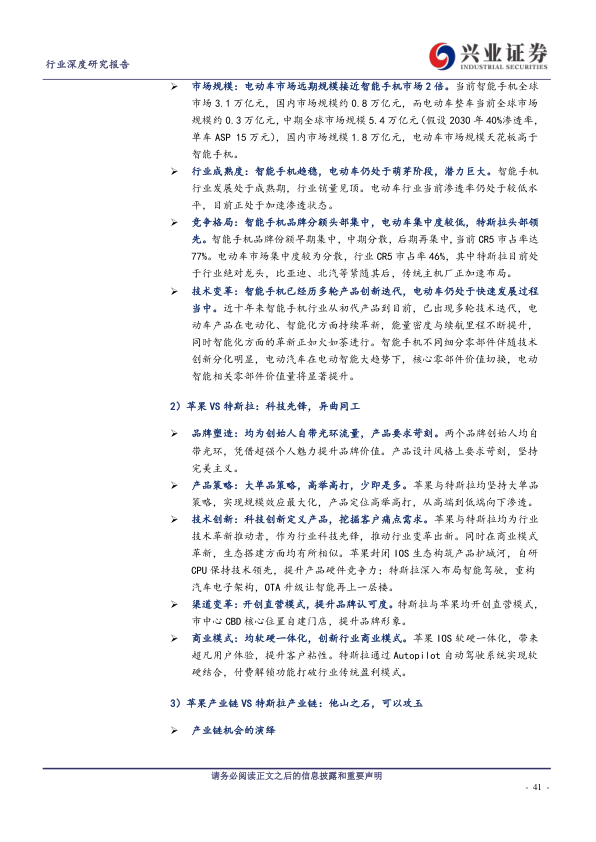 行业深度研究报告
兴业证券
INDUSTRIAL SECURITIES
➢ 市场规模：电动车市场远期规模接近智能手机市场 2 倍。当前智能手机全球
市场 3.1 万亿元，国内市场规模约 0.8 万亿元，而电动车整车当前全球市场
规模约 0.3 万亿元，中期全球市场规模 5.4 万亿元（假设 2030 年 40%渗透率，
单车 ASP 15 万元），国内市场规模 1.8 万亿元，电动车市场规模天花板高于
智能手机。
➢ 行业成熟度：智能手机趋稳，电动车仍处于萌芽阶段，潜力巨大。智能手机
行业发展处于成熟期，行业销量见顶。电动车行业当前渗透率仍处于较低水
平，目前正处于加速渗透状态。
➢ 竞争格局：智能手机品牌分额头部集中，电动车集中度较低，特斯拉头部领
先。智能手机品牌份额早期集中，中期分散，后期再集中，当前 CR5 市占率达
77%。电动车市场集中度较为分散，行业 CR5 市占率 46%，其中特斯拉目前处
于行业绝对龙头，比亚迪、北汽等紧随其后，传统主机厂正加速布局。
➢ 技术变革：智能手机已经历多轮产品创新迭代，电动车仍处于快速发展过程
当中。近十年来智能手机行业从初代产品到目前，已出现多轮技术迭代，电
动车产品在电动化、智能化方面持续革新，能量密度与续航里程不断提升，
同时智能化方面的革新正如火如荼进行。智能手机不同细分零部件伴随技术
创新分化明显，电动汽车在电动智能大趋势下，核心零部件价值切换，电动
智能相关零部件价值量将显著提升。
2）苹果 VS 特斯拉：科技先锋，异曲同工
➢ 品牌塑造：均为创始人自带光环流量，产品要求苛刻。两个品牌创始人均自
带光环，凭借超强个人魅力提升品牌价值。产品设计风格上要求苛刻，坚持
完美主义。
➢ 产品策略：大单品策略，高举高打，少即是多。苹果与特斯拉均坚持大单品
策略，实现规模效应最大化，产品定位高举高打，从高端到低端向下渗透。
➢ 技术创新：科技创新定义产品，挖掘客户痛点需求。苹果与特斯拉均为行业
技术革新推动者，作为行业科技先锋，推动行业变革出新。同时在商业模式
革新，生态搭建方面均有所相似。苹果封闭 IOS 生态构筑产品护城河，自研
CPU 保持技术领先，提升产品硬件竞争力；特斯拉深入布局智能驾驶，重构
汽车电子架构，OTA 升级让智能再上一层楼。
➢ 渠道变革：开创直营模式，提升品牌认可度。特斯拉与苹果均开创直营模式，
市中心 CBD 核心位置自建门店，提升品牌形象。
➢ 商业模式：均软硬一体化，创新行业商业模式。苹果 IOS 软硬一体化，带来
超凡用户体验，提升客户粘性。特斯拉通过 Autopilot 自动驾驶系统实现软
硬结合，付费解锁功能打破行业传统盈利模式。
3）苹果产业链 VS 特斯拉产业链：他山之石，可以攻玉
➢ 产业链机会的演绎
请务必阅读正文之后的信息披露和重要声明
- 41 -